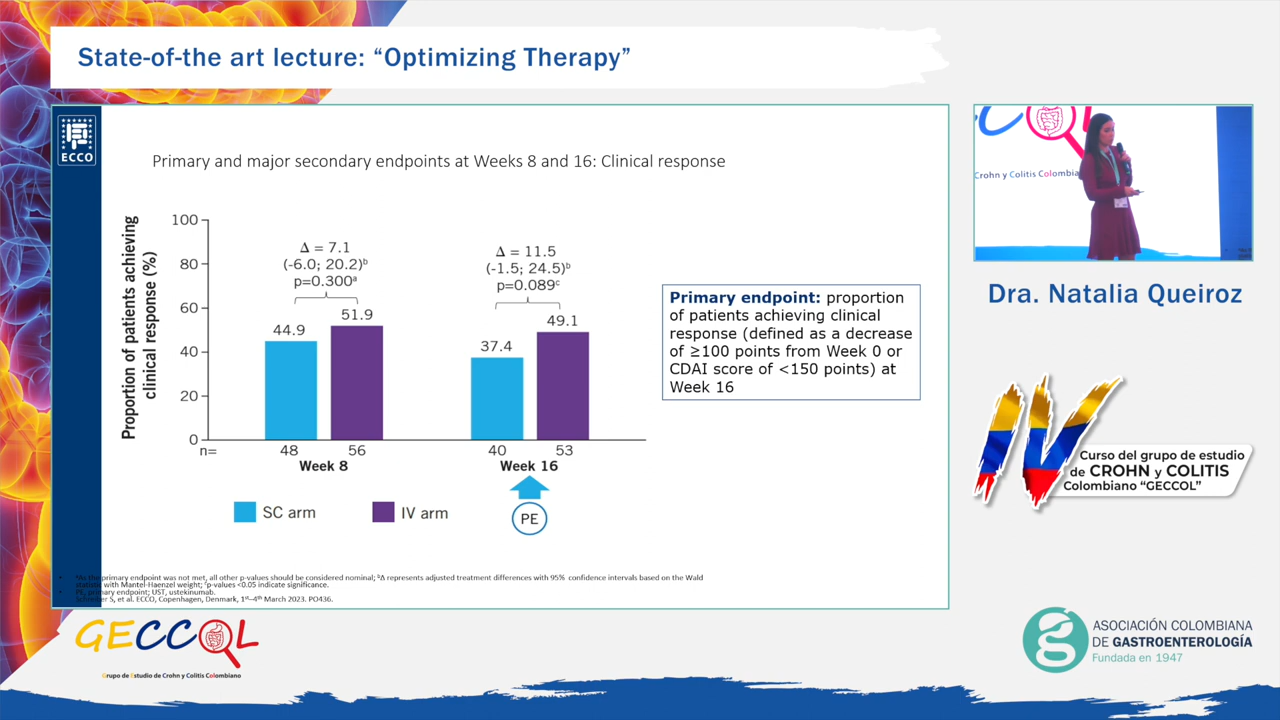 State-of-the art lecture: “Optimizing Therapy”
ECCO
Primary and major secondary endpoints at Weeks 8 and 16: Clinical response
Proportion of patients achieving
clinical response (%)
100
80
60
40
20
0
Δ = 7.1
(-6.0; 20.2)ᵇ
p=0.300ᵃ
44.9
51.9
Δ = 11.5
(-1.5; 24.5)ᵇ
p=0.089ᶜ
37.4
49.1
n=
48
56
40
53
Week 8
Week 16
PE
SC arm
IV arm
Primary endpoint: proportion
of patients achieving clinical
response (defined as a decrease
of ≥100 points from Week 0 or
CDAI score of <150 points) at
Week 16
the primary endpoint was not met, all other p-values should be considered nominal; ᵇΔ represents adjusted treatment differences with 95% confidence intervals based on the Wald
statistic with Mantel-Haenzel weight; ᶜp-values <0.05 indicate significance.
PE, primary endpoint; UST, ustekinumab.
S, et al. ECCO, Copenhagen, Denmark, 1ˢᵗ–4ᵗʰ March 2023. PO436.
Crohn y Colitis Colombia
Dra. Natalia Queiroz
IV
Curso del grupo de estudio
de CROHN y COLITIS
Colombiano “GECCOL”
GECCOL
Grupo de Estudio de Crohn y Colitis Colombiano
ASOCIACIÓN COLOMBIANA
DE GASTROENTEROLOGÍA
Fundada en 1947